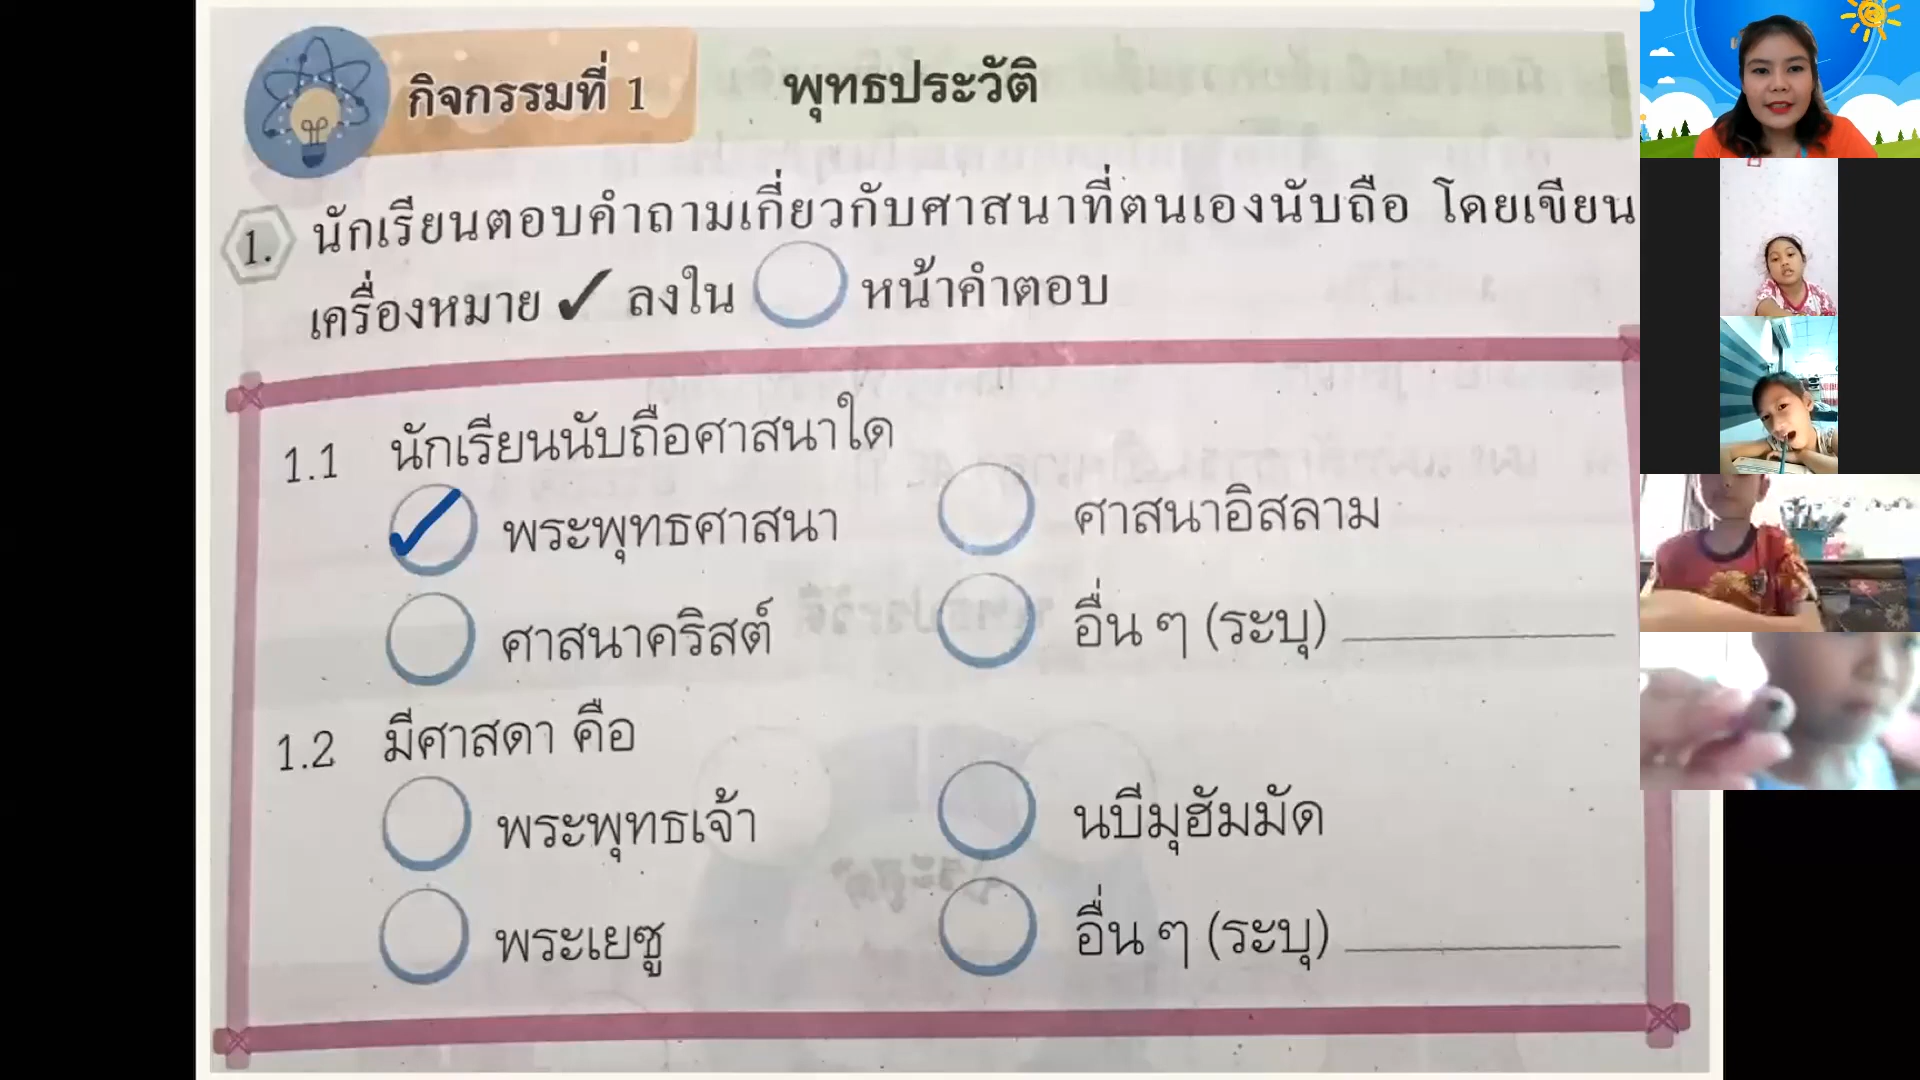 กิจกรรมที่ 1 พุทธประวัติ
1. นักเรียนตอบคำถามเกี่ยวกับศาสนาที่ตนเองนับถือ โดยเขียน
เครื่องหมาย ✓ ลงใน หน้าคำตอบ
1.1 นักเรียนนับถือศาสนาใด
✓ พระพุทธศาสนา ศาสนาอิสลาม
ศาสนาคริสต์ อื่น ๆ (ระบุ)
1.2 มีศาสดา คือ
พระพุทธเจ้า นบีมุฮัมมัด
พระเยซู อื่น ๆ (ระบุ)